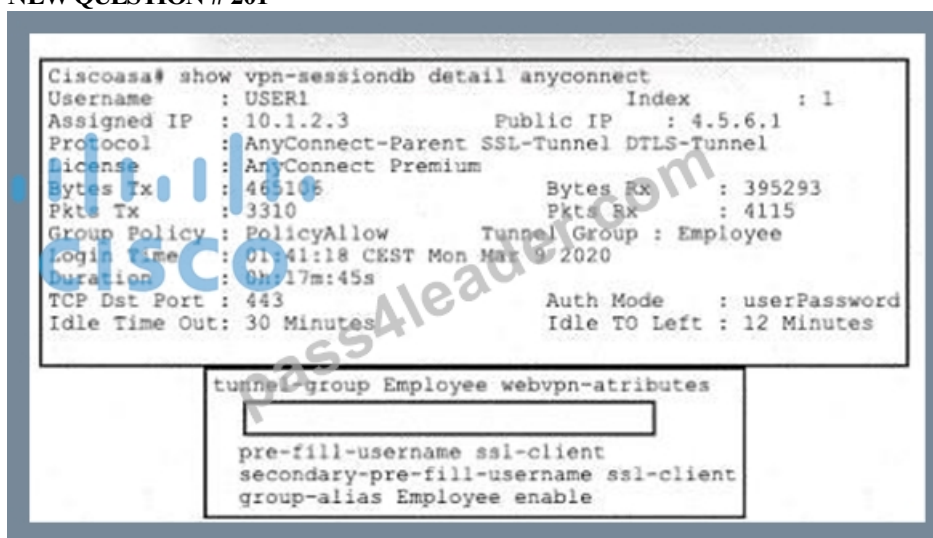 NEW QUESTION # 201
Ciscoasa# show vpn-sessiondb detail anyconnect
Username : USER1 Index : 1
Assigned IP : 10.1.2.3 Public IP : 4.5.6.1
Protocol : AnyConnect-Parent SSL-Tunnel DTLS-Tunnel
License : AnyConnect Premium
Bytes Tx : 465106 Bytes Rx : 395293
Pkts Tx : 3310 Pkts Rx : 4115
Group Policy : PolicyAllow Tunnel Group : Employee
Login Time : 01:41:18 CEST Mon Mar 9 2020
Duration : 0h:17m:45s
TCP Dst Port : 443 Auth Mode : userPassword
Idle Time Out: 30 Minutes Idle TO Left : 12 Minutes
CISCO
pass4leader.com
tunnel-group Employee webvpn-atributes
pre-fill-username ssl-client
secondary-pre-fill-username ssl-client
group-alias Employee enable